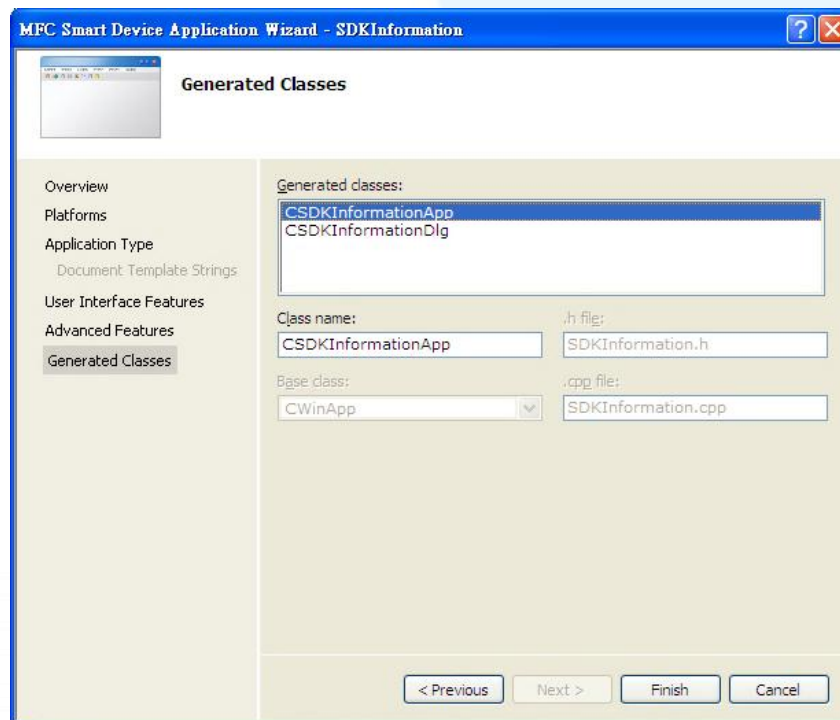 MFC Smart Device Application Wizard - SDKInformation
Generated Classes
Overview
Platforms
Application Type
Document Template Strings
User Interface Features
Advanced Features
Generated Classes
Generated classes:
CSDKInformationApp
CSDKInformationDlg
Class name:
CSDKInformationApp
.h file:
SDKInformation.h
Base class:
CWinApp
.cpp file:
SDKInformation.cpp
< Previous
Next >
Finish
Cancel